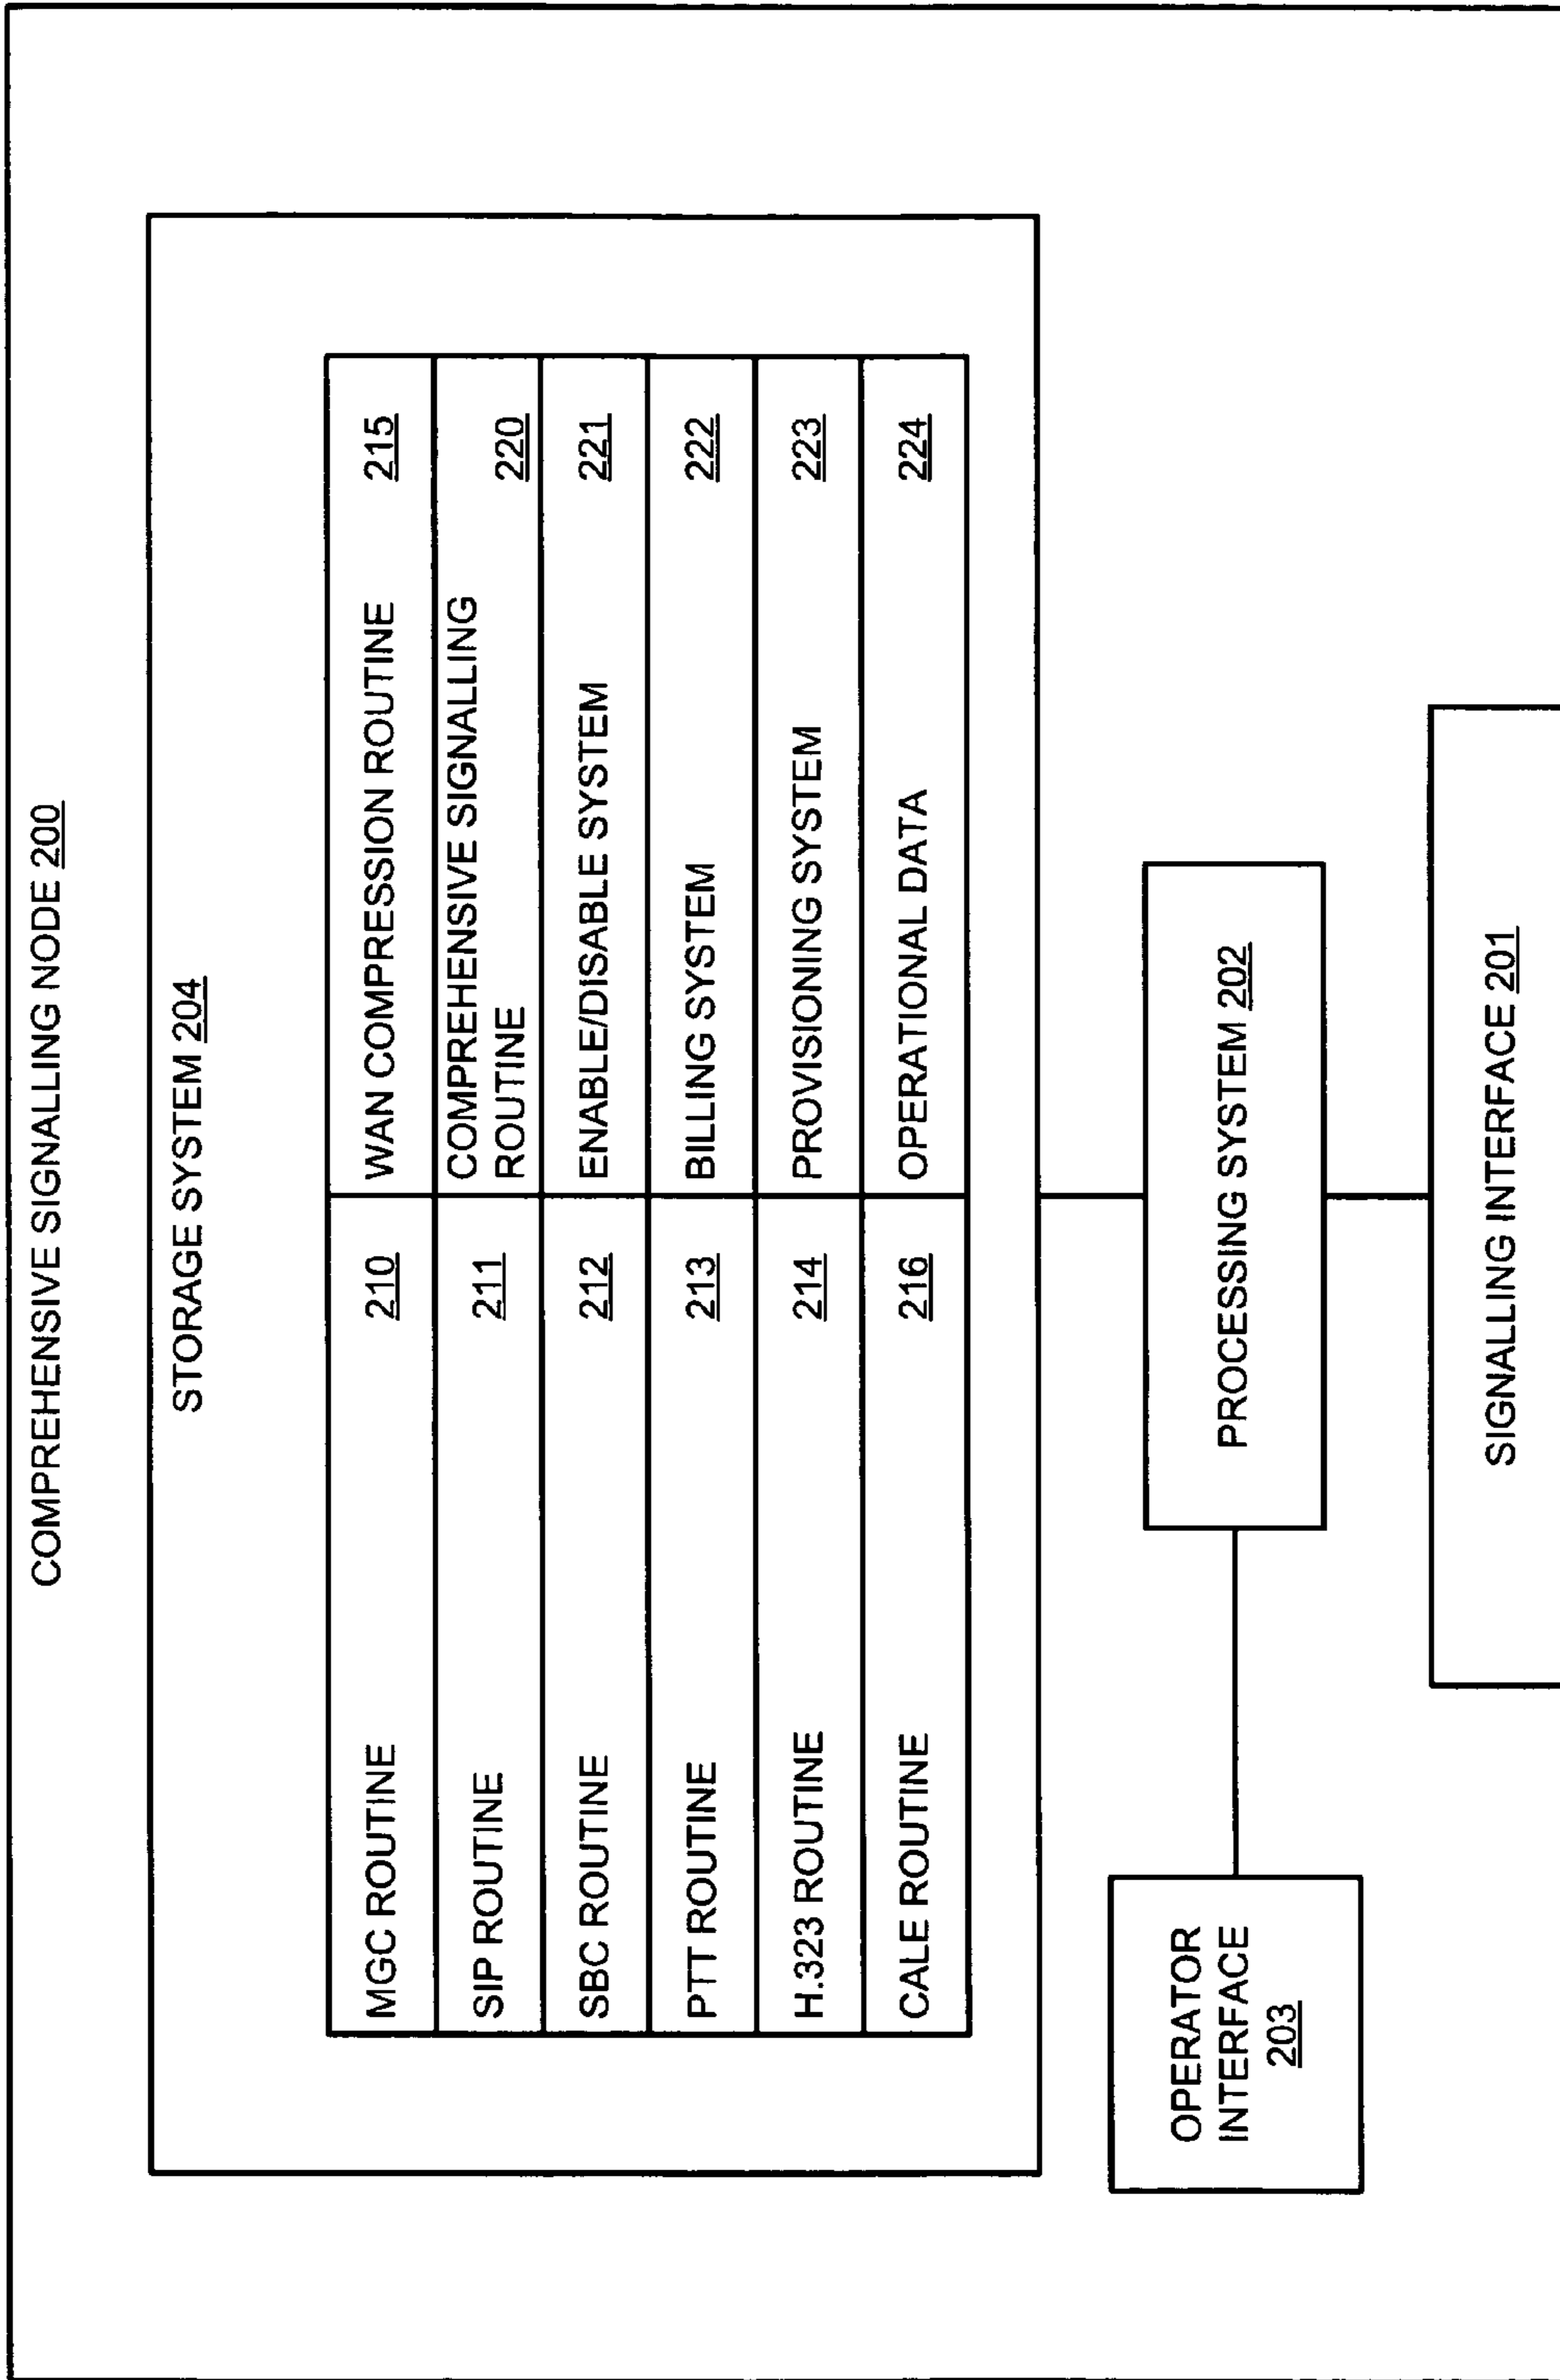 COMPREHENSIVE SIGNALLING NODE 200
STORAGE SYSTEM 204
MGC ROUTINE 210
WAN COMPRESSION ROUTINE 215
SIP ROUTINE 211
COMPREHENSIVE SIGNALLING
ROUTINE 220
SBC ROUTINE 212
ENABLE/DISABLE SYSTEM 221
PTT ROUTINE 213
BILLING SYSTEM 222
H.323 ROUTINE 214
PROVISIONING SYSTEM 223
CALE ROUTINE 216
OPERATIONAL DATA 224
OPERATOR
INTERFACE
203
PROCESSING SYSTEM 202
SIGNALLING INTERFACE 201